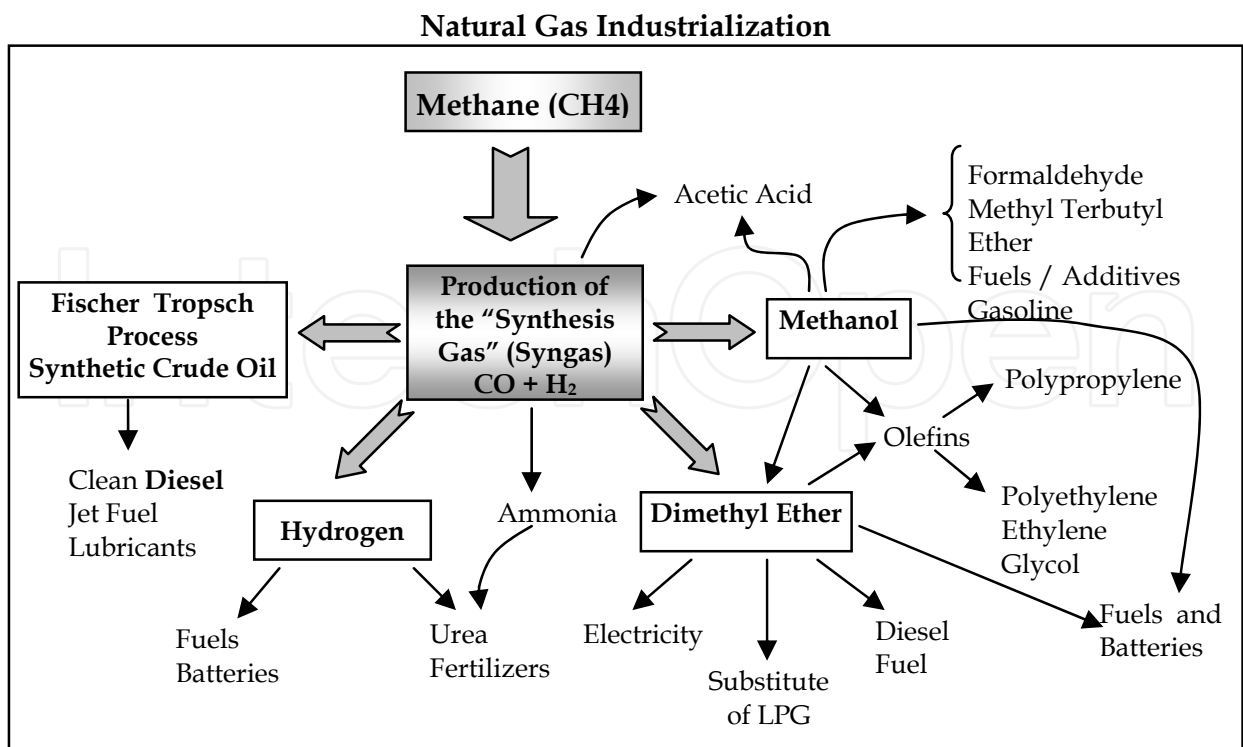 Natural Gas Industrialization
Methane (CH4)
Acetic Acid
Formaldehyde
Methyl Terbutyl
Ether
Fuels / Additives
Gasoline
Fischer Tropsch
Process
Synthetic Crude Oil
Production of
the “Synthesis
Gas” (Syngas)
CO + H₂
Methanol
Polypropylene
Olefins
Clean Diesel
Jet Fuel
Lubricants
Hydrogen
Ammonia
Dimethyl Ether
Polyethylene
Ethylene
Glycol
Fuels
Batteries
Urea
Fertilizers
Electricity
Substitute
of LPG
Diesel
Fuel
Fuels and
Batteries
IntechOpen